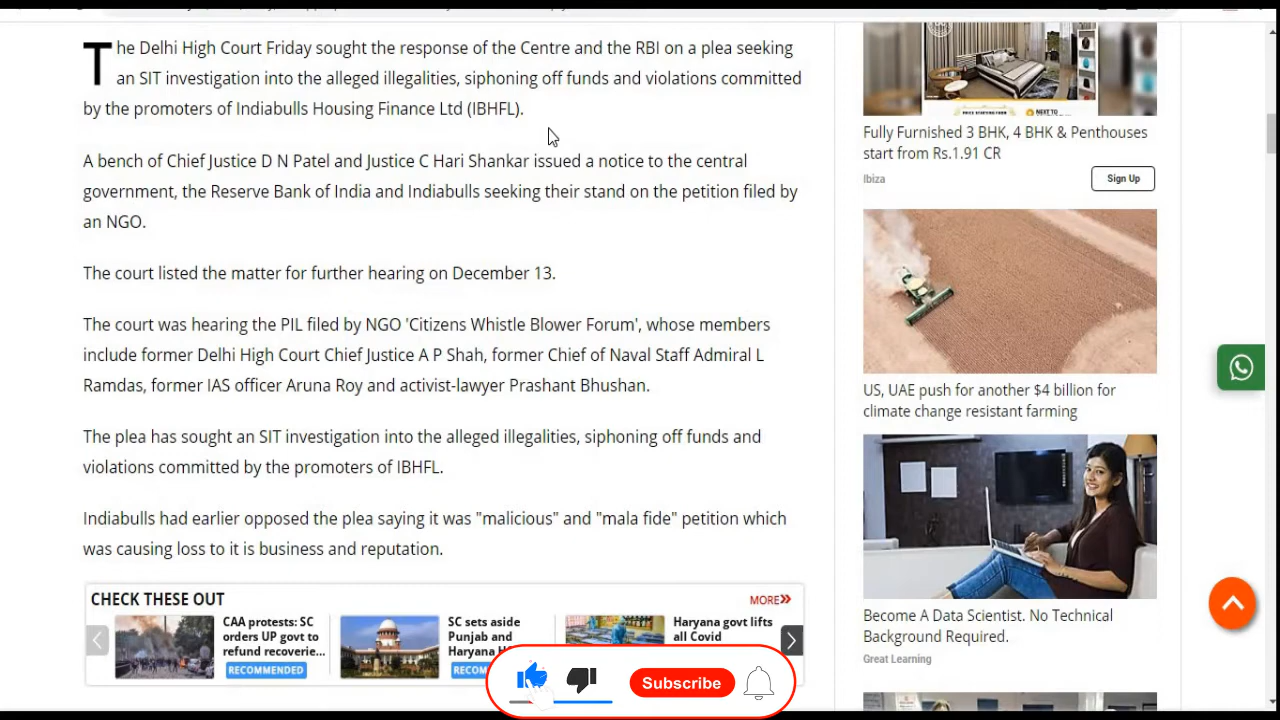 The Delhi High Court Friday sought the response of the Centre and the RBI on a plea seeking
an SIT investigation into the alleged illegalities, siphoning off funds and violations committed
by the promoters of Indiabulls Housing Finance Ltd (IBHFL).
A bench of Chief Justice D N Patel and Justice C Hari Shankar issued a notice to the central
government, the Reserve Bank of India and Indiabulls seeking their stand on the petition filed by
an NGO.
The court listed the matter for further hearing on December 13.
The court was hearing the PIL filed by NGO 'Citizens Whistle Blower Forum', whose members
include former Delhi High Court Chief Justice A P Shah, former Chief of Naval Staff Admiral L
Ramdas, former IAS officer Aruna Roy and activist-lawyer Prashant Bhushan.
The plea has sought an SIT investigation into the alleged illegalities, siphoning off funds and
violations committed by the promoters of IBHFL.
Indiabulls had earlier opposed the plea saying it was "malicious" and "mala fide" petition which
was causing loss to it is business and reputation.
CHECK THESE OUT
MORE
CAA protests: SC
orders UP govt to
refund recoverie...
RECOMMENDED
SC sets aside
Punjab and
Haryana
Haryana govt lifts
all Covid
Subscribe
Fully Furnished 3 BHK, 4 BHK & Penthouses
start from Rs.1.91 CR
Ibiza
Sign Up
US, UAE push for another $4 billion for
climate change resistant farming
Become A Data Scientist. No Technical
Background Required.
Great Learning